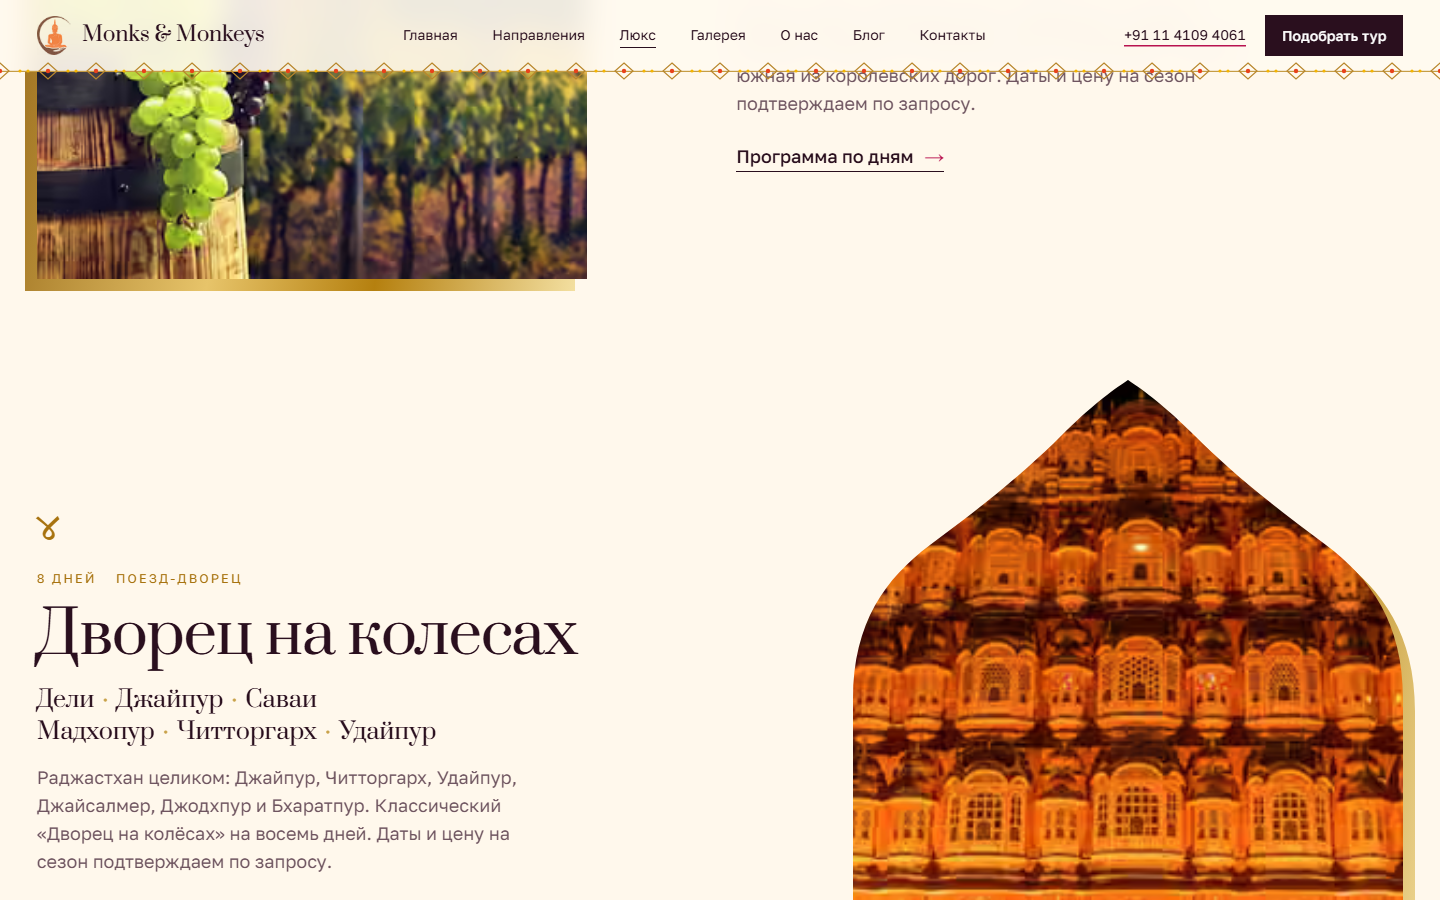 Monks & Monkeys
Главная
Направления
Люкс
Галерея
О нас
Блог
Контакты
+91 11 4109 4061
Подобрать тур
южная из королевских дорог. Даты и цену на сезон
подтверждаем по запросу.
Программа по дням →
8 ДНЕЙ ПОЕЗД-ДВОРЕЦ
Дворец на колесах
Дели · Джайпур · Саваи
Мадхопур · Читторгарх · Удайпур
Раджастхан целиком: Джайпур, Читторгарх, Удайпур,
Джайсалмер, Джодхпур и Бхаратпур. Классический
«Дворец на колёсах» на восемь дней. Даты и цену на
сезон подтверждаем по запросу.